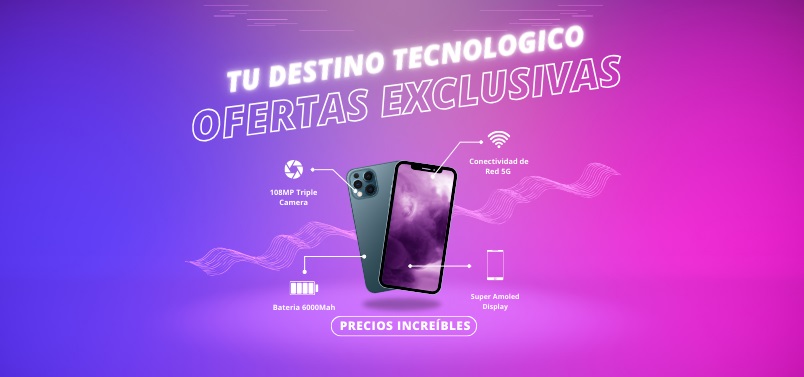 TU DESTINO TECNOLOGICO
OFERTAS EXCLUSIVAS
Conectividad de
Red 5G
108MP Triple
Camera
Bateria 6000Mah
Super Amoled
Display
PRECIOS INCREÍBLES